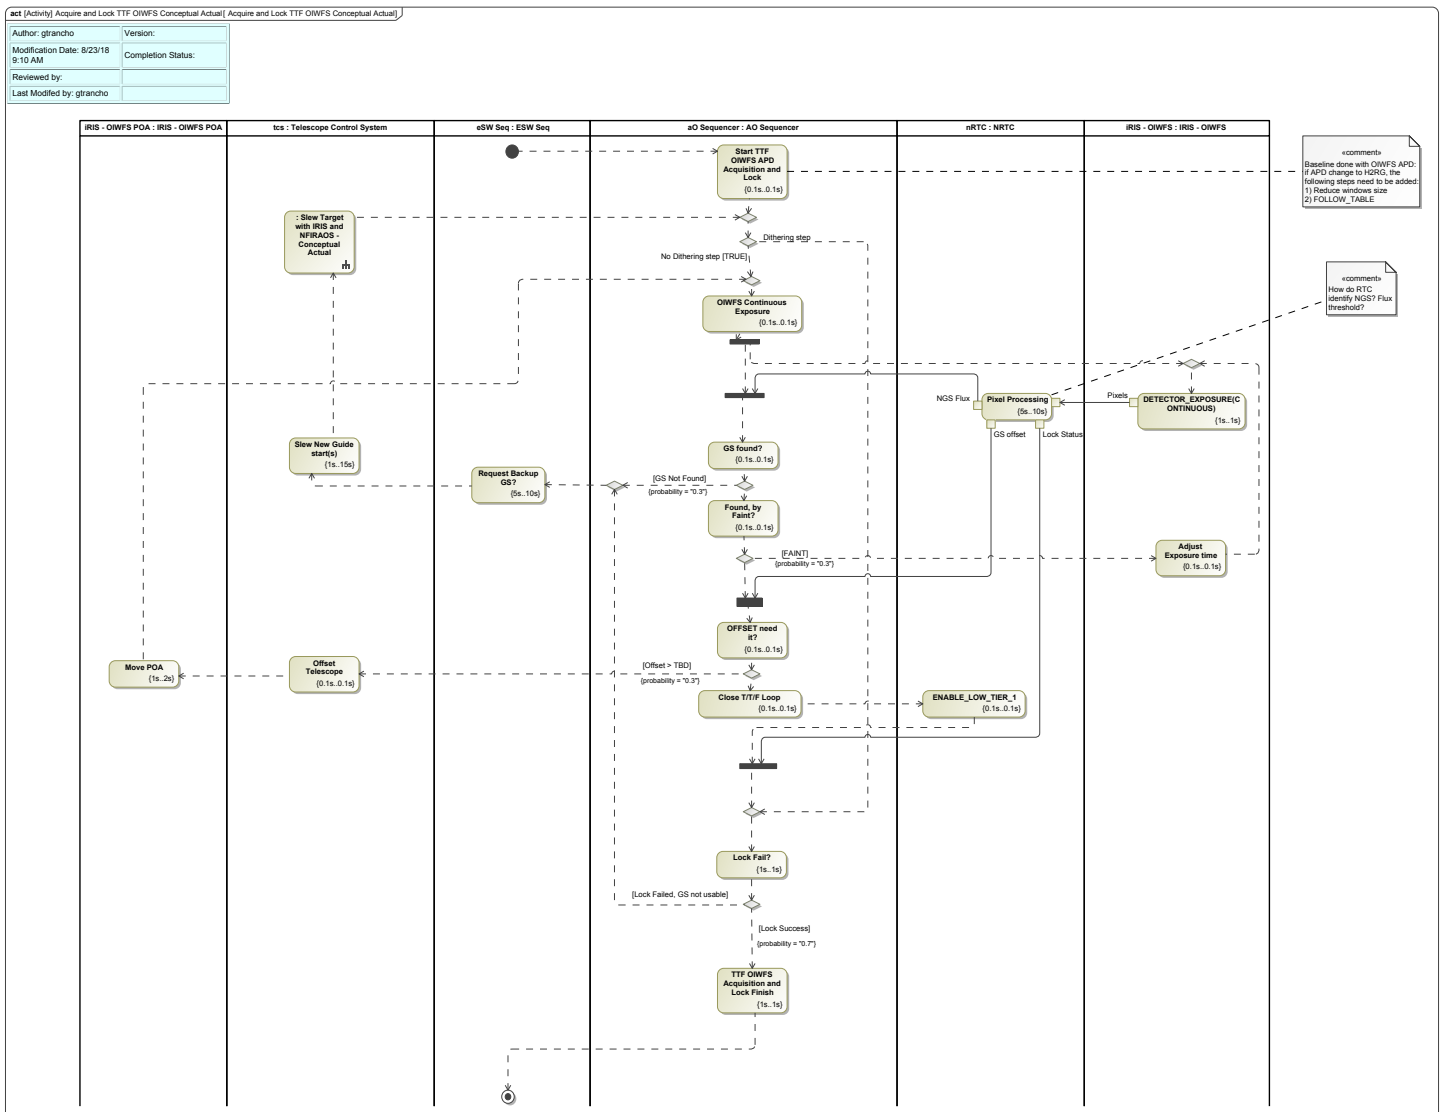 act [Activity] Acquire and Lock TTF OIWFS Conceptual Actual[ Acquire and Lock TTF OIWFS Conceptual Actual]
Author: gtrancho
Version:
Modification Date: 8/23/18
9:10 AM
Completion Status:
Reviewed by:
Last Modifed by: gtrancho
iRIS - OIWFS POA : IRIS - OIWFS POA
tcs : Telescope Control System
eSW Seq : ESW Seq
aO Sequencer : AO Sequencer
nRTC : NRTC
iRIS - OIWFS : IRIS - OIWFS
Start TTF
OIWFS APD
Acquisition and
Lock
{0.1s..0.1s}
«comment»
Baseline done with OIWFS APD:
if APD change to H2RG, the
following steps need to be added:
1) Reduce windows size
2) FOLLOW_TABLE
: Slew Target
with IRIS and
NFIRAOS -
Conceptual
Actual
Dithering step
No Dithering step [TRUE]
OIWFS Continuous
Exposure
{0.1s..0.1s}
«comment»
How do RTC
identify NGS? Flux
threshold?
NGS Flux
Pixel Processing
{5s..10s}
Pixels
DETECTOR_EXPOSURE(C
ONTINUOUS)
{1s..1s}
GS offset
Lock Status
Slew New Guide
start(s)
{1s..15s}
GS found?
{0.1s..0.1s}
Request Backup
GS?
{5s..10s}
[GS Not Found]
{probability = "0.3"}
Found, by
Faint?
{0.1s..0.1s}
[FAINT]
{probability = "0.3"}
Adjust
Exposure time
{0.1s..0.1s}
OFFSET need
it?
{0.1s..0.1s}
Move POA
{1s..2s}
Offset
Telescope
{0.1s..0.1s}
[Offset > TBD]
{probability = "0.3"}
Close T/T/F Loop
{0.1s..0.1s}
ENABLE_LOW_TIER_1
{0.1s..0.1s}
Lock Fail?
{1s..1s}
[Lock Failed, GS not usable]
[Lock Success]
{probability = "0.7"}
TTF OIWFS
Acquisition and
Lock Finish
{1s..1s}